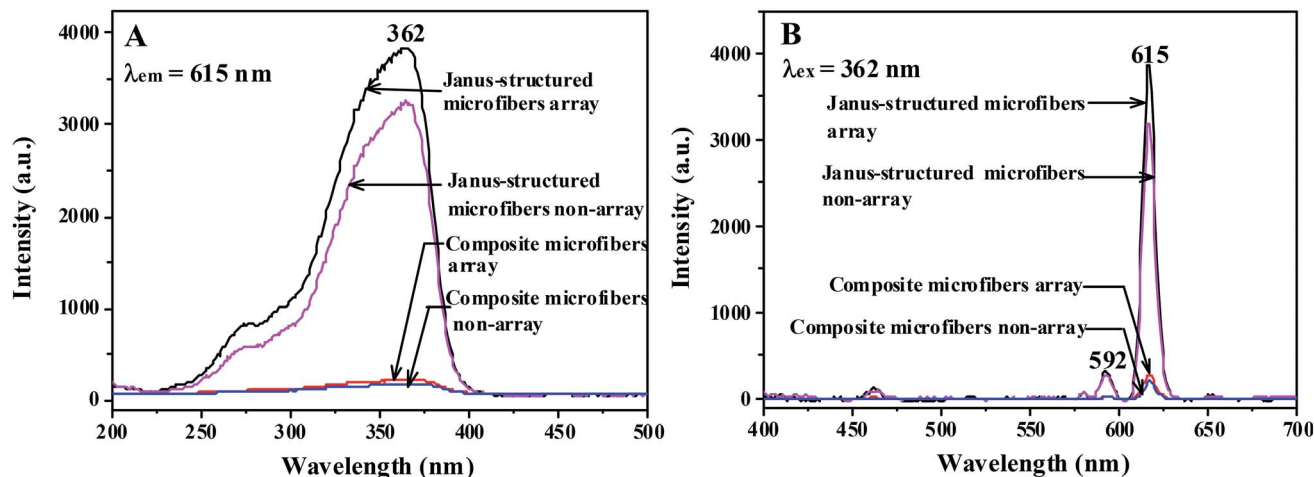 A
λem = 615 nm
362
Janus-structured
microfibers array
Janus-structured
microfibers non-array
Composite microfibers
array
Composite microfibers
non-array
4000
3000
2000
1000
0
200 250 300 350 400 450 500
Wavelength (nm)
Intensity (a.u.)
B
λex = 362 nm
615
Janus-structured microfibers
array
Janus-structured microfibers
non-array
Composite microfibers array
Composite microfibers non-array
592
4000
3000
2000
1000
0
400 450 500 550 600 650 700
Wavelength (nm)
Intensity (a.u.)